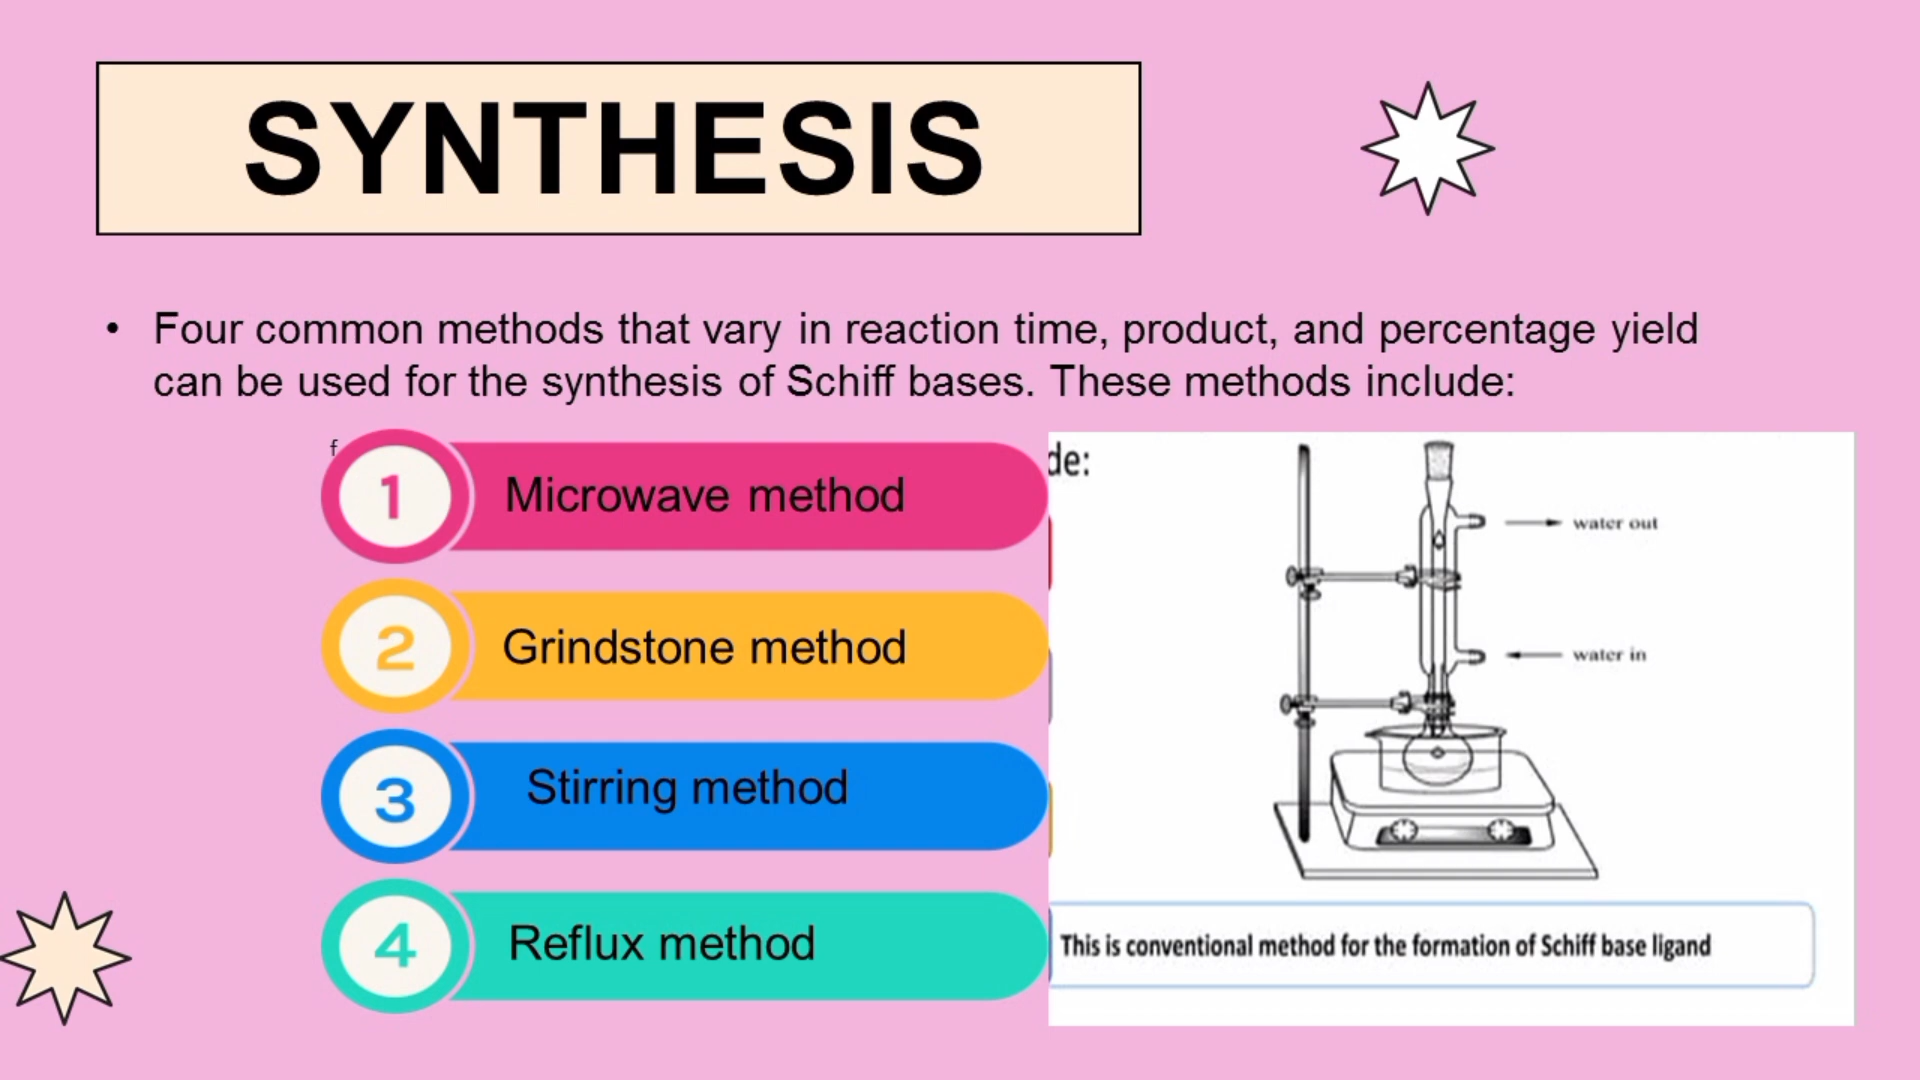 SYNTHESIS
• Four common methods that vary in reaction time, product, and percentage yield
can be used for the synthesis of Schiff bases. These methods include:
f
1 Microwave method
2 Grindstone method
3 Stirring method
4 Reflux method
de:
water out
water in
This is conventional method for the formation of Schiff base ligand